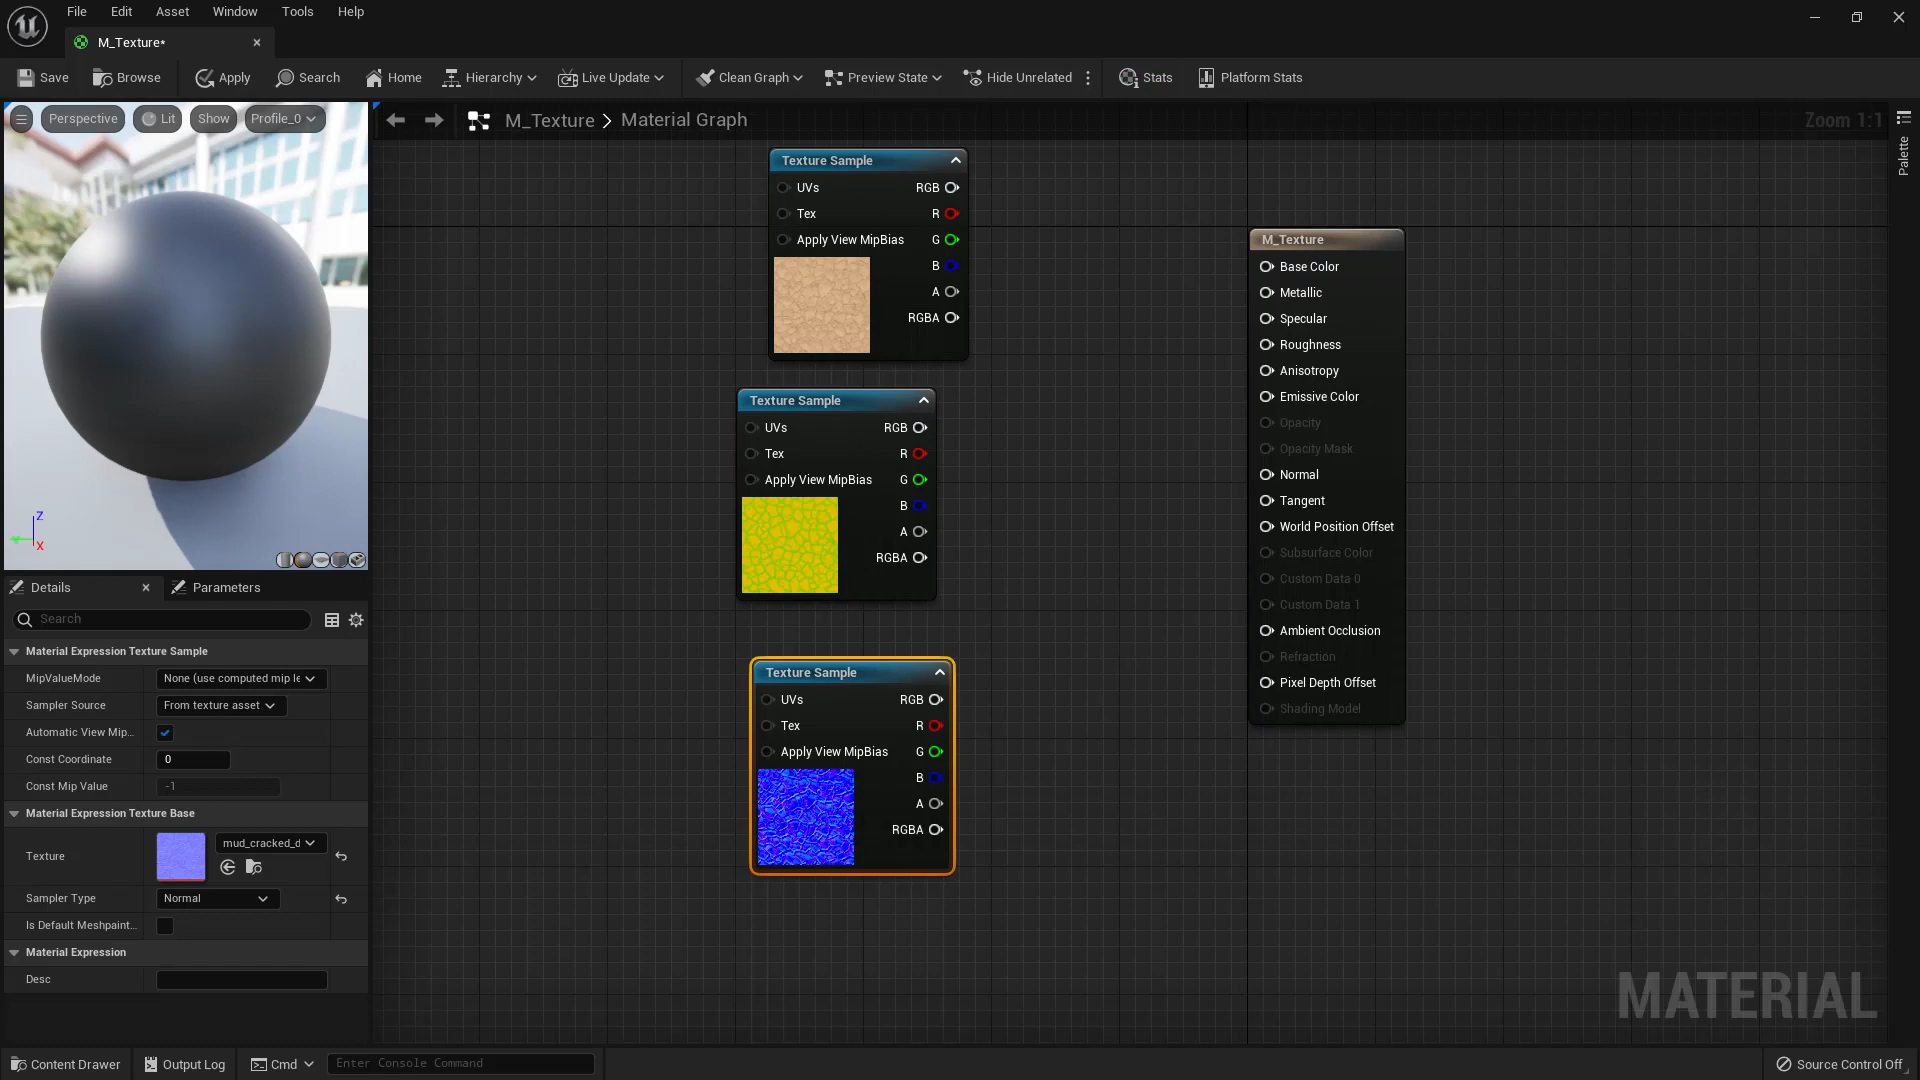 File Edit Asset Window Tools Help
M_Texture*
Save Browse Apply Search Home Hierarchy Live Update Clean Graph Preview State Hide Unrelated Stats Platform Stats
Perspective Lit Show Profile_0
M_Texture > Material Graph
Zoom 1:1
Palette
Texture Sample
UVs RGB
Tex R
Apply View MipBias G
B
A
RGBA
Texture Sample
UVs RGB
Tex R
Apply View MipBias G
B
A
RGBA
Texture Sample
UVs RGB
Tex R
Apply View MipBias G
B
A
RGBA
M_Texture
Base Color
Metallic
Specular
Roughness
Anisotropy
Emissive Color
Opacity
Opacity Mask
Normal
Tangent
World Position Offset
Subsurface Color
Custom Data 0
Custom Data 1
Ambient Occlusion
Refraction
Pixel Depth Offset
Shading Model
Z
Y
X
Details Parameters
Search
Material Expression Texture Sample
MipValueMode None (use computed mip le
Sampler Source From texture asset
Automatic View Mip...
Const Coordinate 0
Const Mip Value -1
Material Expression Texture Base
Texture mud_cracked_d
Sampler Type Normal
Is Default Meshpaint...
Material Expression
Desc
MATERIAL
Content Drawer Output Log Cmd Enter Console Command Source Control Off